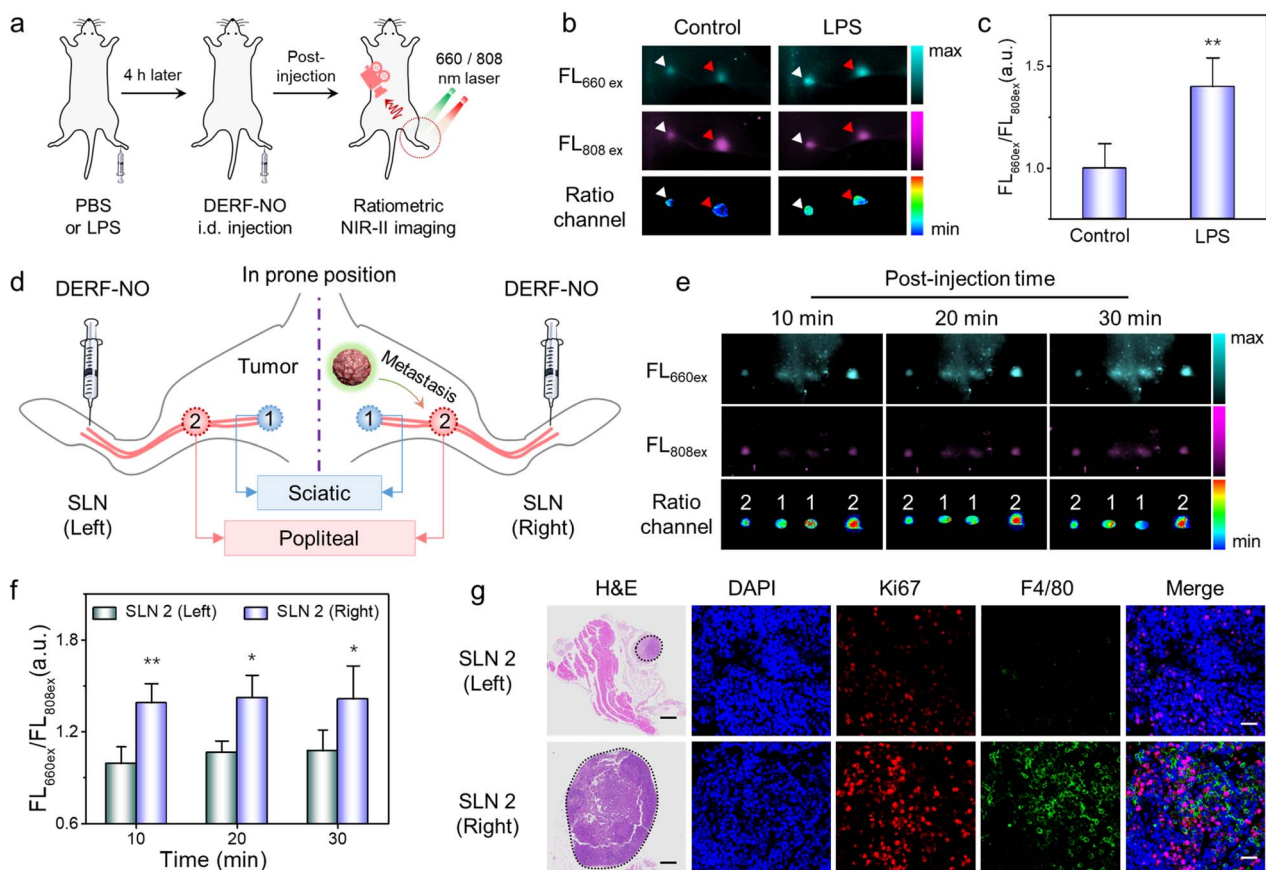 a
4 h later
Post-
injection
660 / 808
nm laser
PBS
or LPS
DERF-NO
i.d. injection
Ratiometric
NIR-II imaging
b
Control
LPS
FL660 ex
FL808 ex
Ratio
channel
max
min
c
FL660ex/FL808ex(a.u.)
1.5
1.0
**
Control
LPS
d
In prone position
DERF-NO
DERF-NO
Tumor
Metastasis
2
1
1
2
SLN
(Left)
Sciatic
Popliteal
SLN
(Right)
e
Post-injection time
10 min
20 min
30 min
FL660ex
FL808ex
Ratio
channel
2 1 1 2
2 1 1 2
2 1 1 2
max
min
f
SLN 2 (Left)
SLN 2 (Right)
FL660ex/FL808ex(a.u.)
1.8
1.2
0.6
**
*
*
10
20
30
Time (min)
g
H&E
DAPI
Ki67
F4/80
Merge
SLN 2
(Left)
SLN 2
(Right)